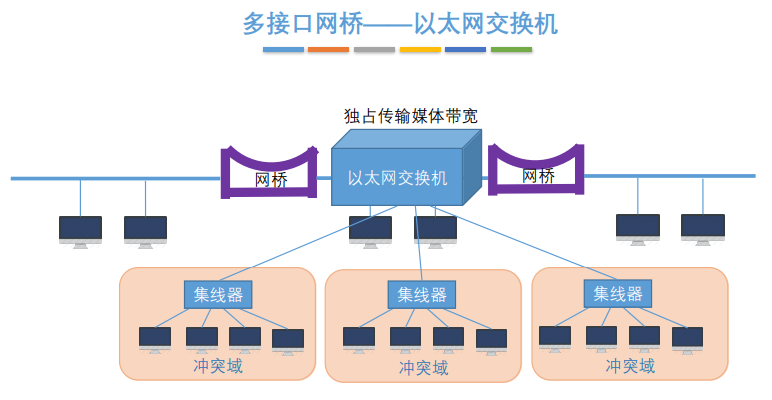 多接口网桥——以太网交换机
独占传输媒体带宽
网桥
以太网交换机
网桥
集线器
集线器
集线器
冲突域
冲突域
冲突域